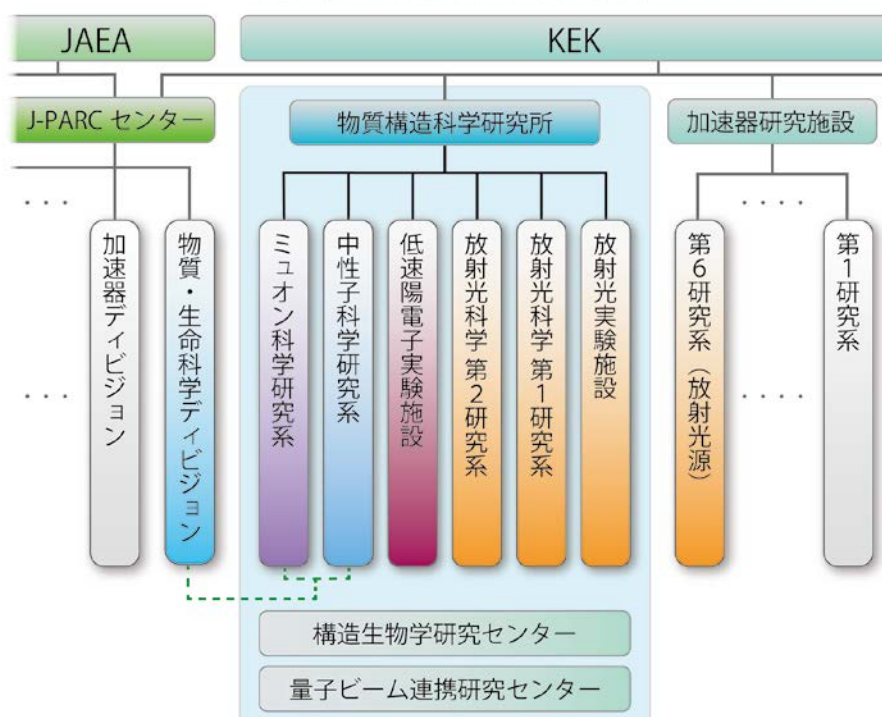 JAEA
KEK
J-PARC センター
物質構造科学研究所
加速器研究施設
・・・
・・・・
加速器ディビジョン
物質・生命科学ディビジョン
ミュオン科学研究系
中性子科学研究系
低速陽電子実験施設
放射光科学 第2研究系
放射光科学 第1研究系
放射光実験施設
第6研究系（放射光源）
第1研究系
・・・
・・・・
構造生物学研究センター
量子ビーム連携研究センター